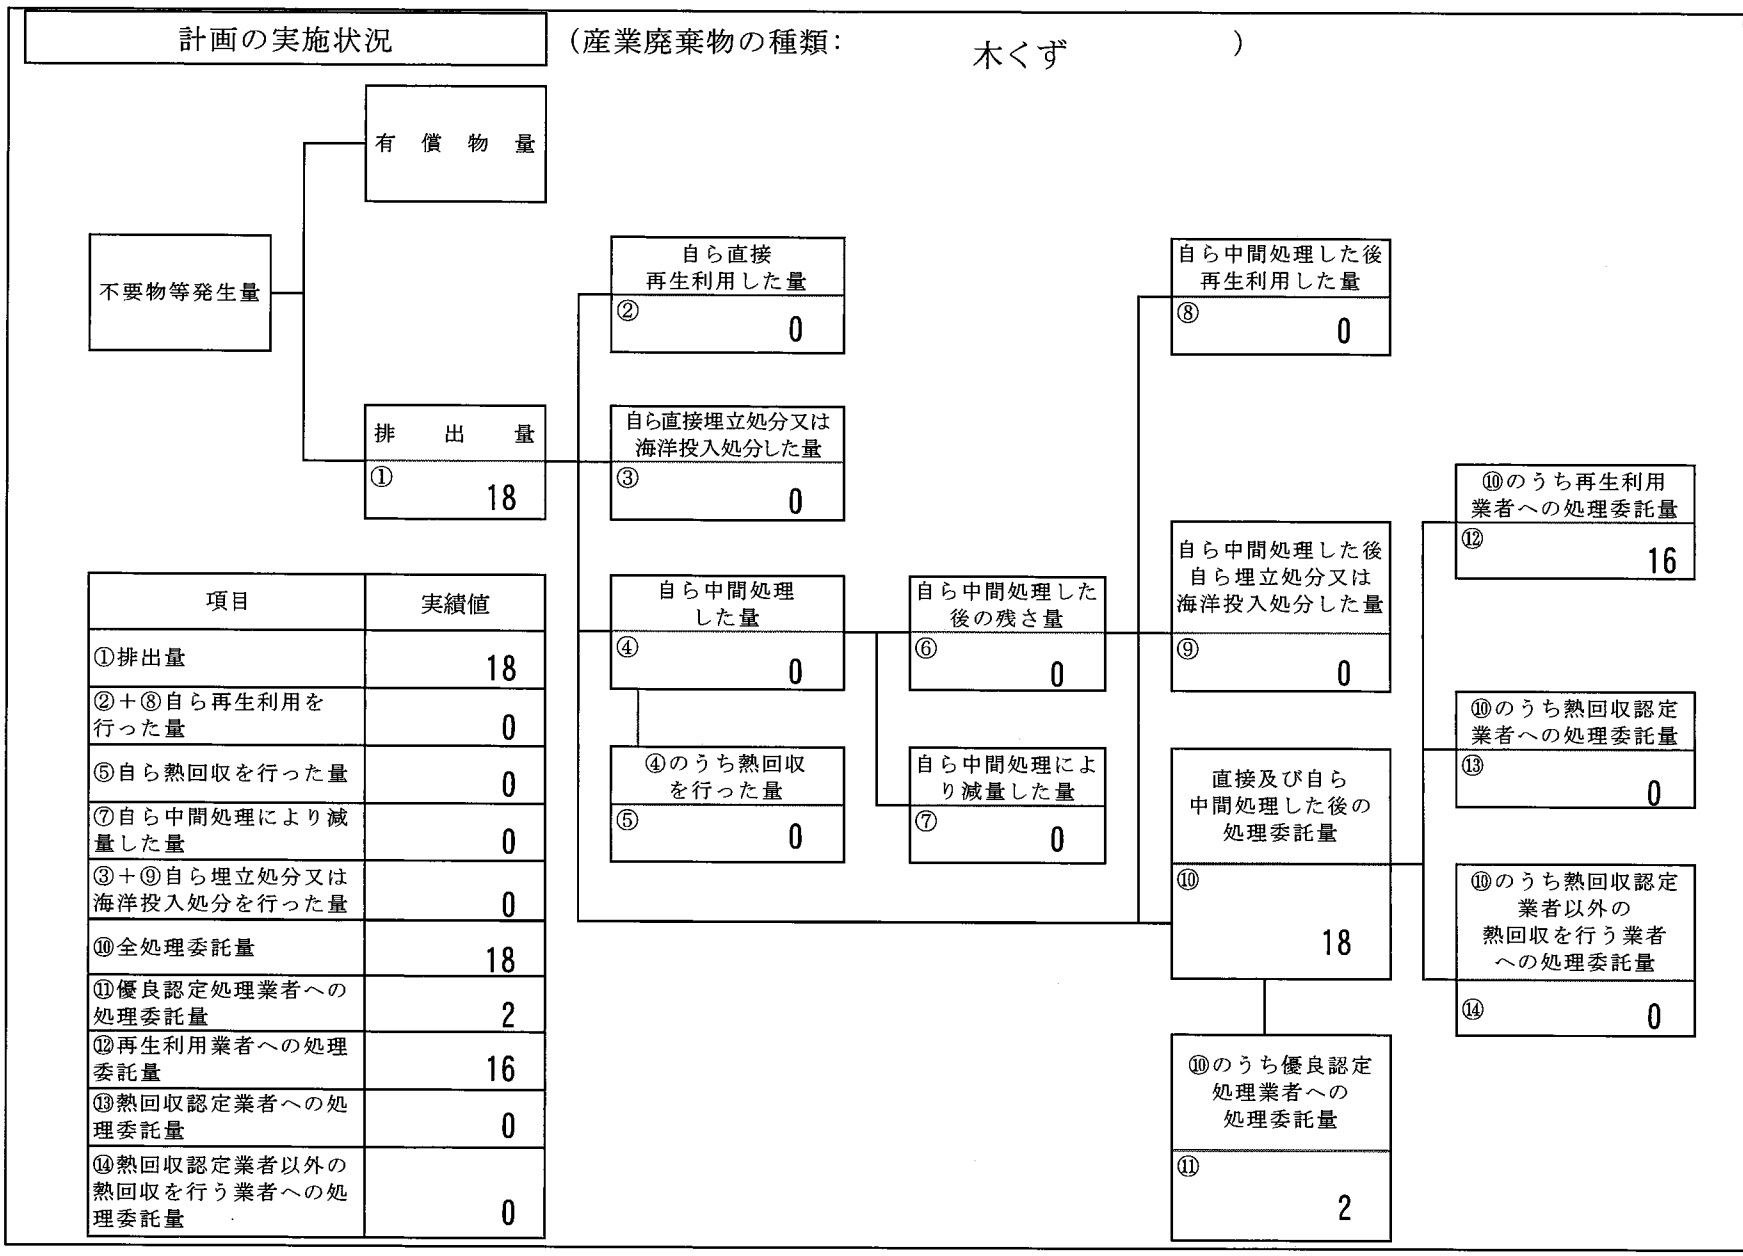 計画の実施状況
(産業廃棄物の種類: 木くず )
有償物量
不要物等発生量
排出量
① 18
自ら直接
再生利用した量
② 0
自ら直接埋立処分又は
海洋投入処分した量
③ 0
自ら中間処理
した量
④ 0
④のうち熱回収
を行った量
⑤ 0
自ら中間処理した
後の残さ量
⑥ 0
自ら中間処理によ
り減量した量
⑦ 0
自ら中間処理した後
再生利用した量
⑧ 0
自ら中間処理した後
自ら埋立処分又は
海洋投入処分した量
⑨ 0
直接及び自ら
中間処理した後の
処理委託量
⑩ 18
⑩のうち優良認定
処理業者への
処理委託量
⑪ 2
⑩のうち再生利用
業者への処理委託量
⑫ 16
⑩のうち熱回収認定
業者への処理委託量
⑬ 0
⑩のうち熱回収認定
業者以外の
熱回収を行う業者
への処理委託量
⑭ 0
項目 実績値
①排出量 18
②+⑧自ら再生利用を
行った量 0
⑤自ら熱回収を行った量 0
⑦自ら中間処理により減
量した量 0
③+⑨自ら埋立処分又は
海洋投入処分を行った量 0
⑩全処理委託量 18
⑪優良認定処理業者への
処理委託量 2
⑫再生利用業者への処理
委託量 16
⑬熱回収認定業者への処
理委託量 0
⑭熱回収認定業者以外の
熱回収を行う業者への処
理委託量 0